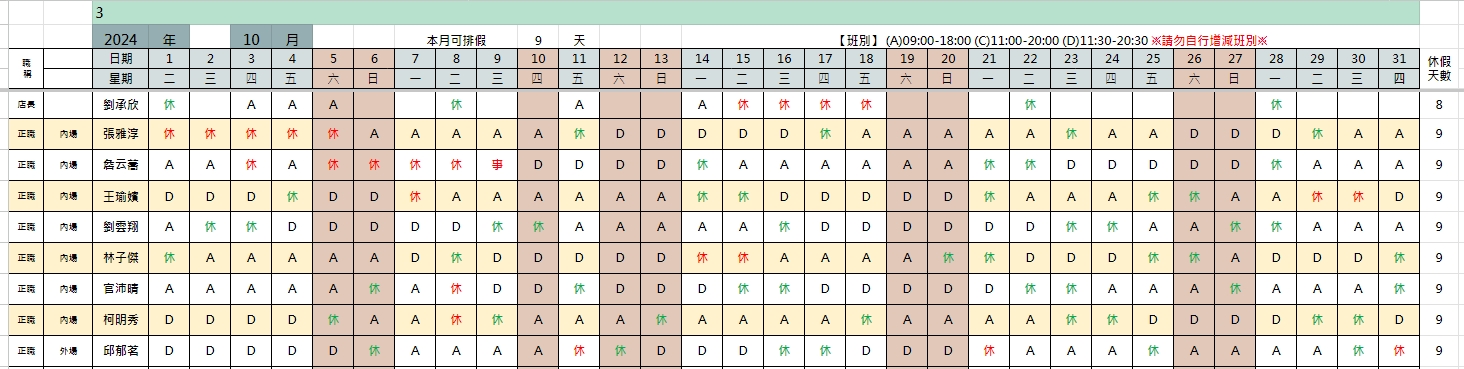 3
2024 年 10 月 本月可排假 9 天 【班別】(A)09:00-18:00 (C)11:00-20:00 (D)11:30-20:30 ※請勿自行增減班別※
職稱 日期 1 2 3 4 5 6 7 8 9 10 11 12 13 14 15 16 17 18 19 20 21 22 23 24 25 26 27 28 29 30 31 休假天數
星期 二 三 四 五 六 日 一 二 三 四 五 六 日 一 二 三 四 五 六 日 一 二 三 四 五 六 日 一 二 三 四
店長 劉承欣 休 A A A 休 A A 休 休 休 休 休 休 8
正職 內場 張雅淳 休 休 休 休 休 A A A A A 休 D D D D D 休 A A A A A 休 A A D D D 休 A A 9
正職 內場 詹云蕎 A A 休 A 休 休 休 休 事 D D D D 休 A A A A A A 休 休 D D D D D 休 A A A 9
正職 內場 王瑜嬪 D D D 休 D D 休 A A A A A A 休 休 D D D D D 休 A A A 休 休 A A 休 休 D 9
正職 內場 劉雲翔 A 休 休 D D D D D 休 休 A A A A A 休 D D D D D D 休 休 A A 休 休 A A A 9
正職 內場 林子傑 休 A A A A A D 休 D D D D D 休 休 A A A A 休 休 D D D 休 休 A D D D 休 9
正職 內場 官沛晴 A A A A A 休 A 休 D D 休 D D D 休 休 D D D D D 休 休 A A A 休 A A A 休 9
正職 內場 柯明秀 D D D D 休 A A 休 休 A A A 休 A A A A 休 A A A A 休 休 D D D D 休 休 D 9
正職 外場 邱郁茗 D D D D D 休 A A A A 休 休 D D D 休 休 D D D 休 A A A 休 A A A A 休 休 9